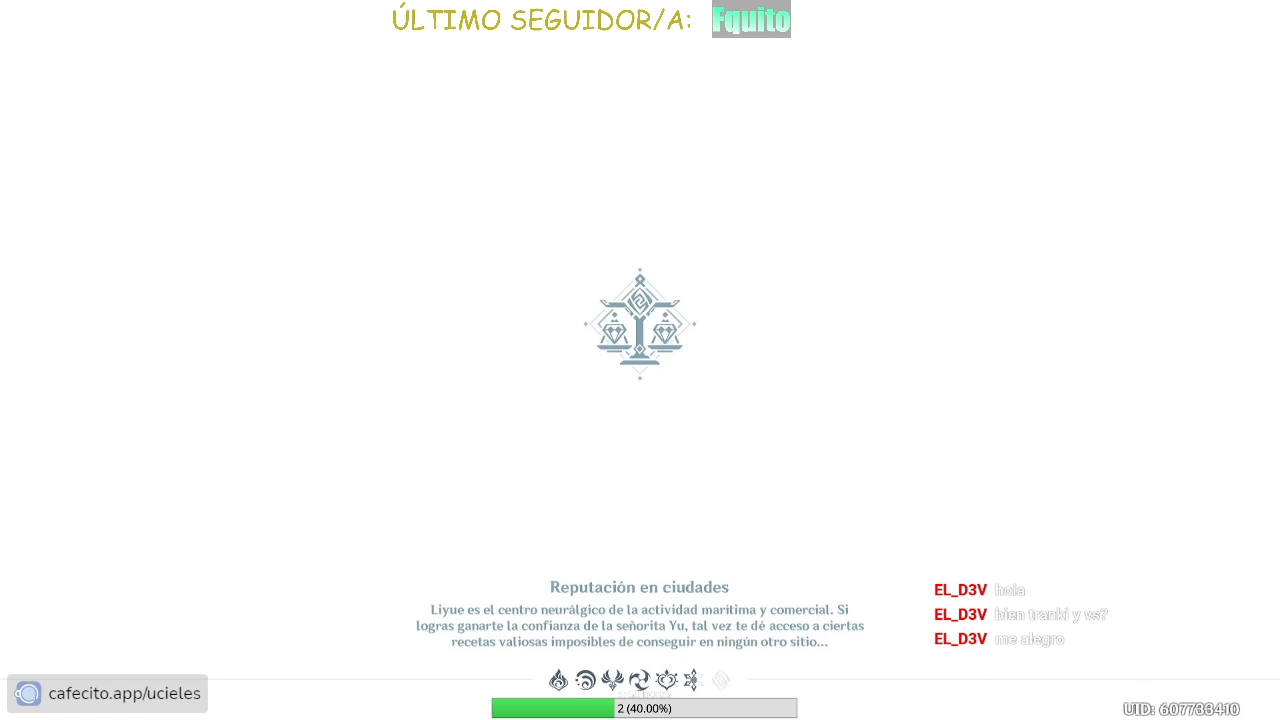 ÚLTIMO SEGUIDOR/A: Fquito
Reputación en ciudades
Liyue es el centro neurálgico de la actividad marítima y comercial. Si
logras ganarte la confianza de la señorita Yu, tal vez te dé acceso a ciertas
recetas valiosas imposibles de conseguir en ningún otro sitio...
EL_D3V hola
EL_D3V bien tranki y vs?
EL_D3V me alegro
cafecito.app/ucieles
2 (40.00%)
UID: 607733410